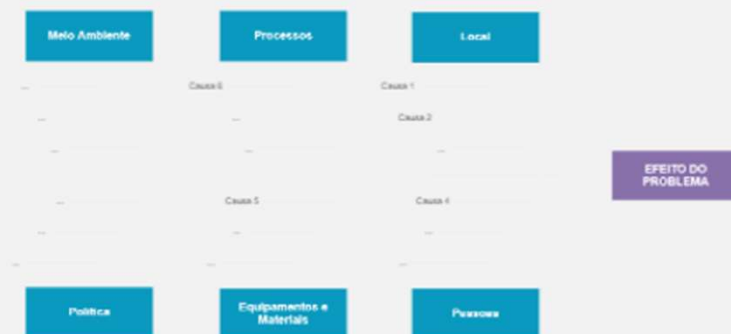 Meio Ambiente
Processos
Local
...
Causa 6
Causa 1
...
...
Causa 2
...
...
...
EFEITO DO
PROBLEMA
...
Causa 5
Causa 4
...
...
...
...
...
...
Política
Equipamentos e
Materiais
Pessoas